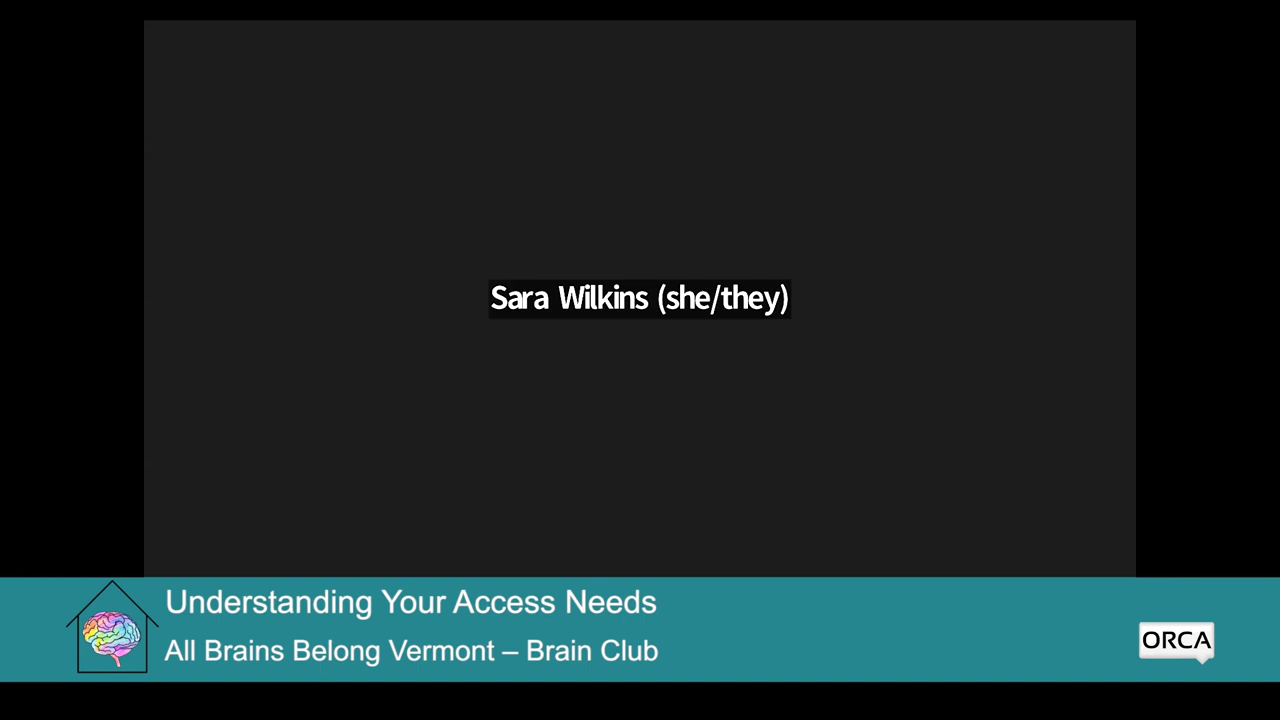 Sara Wilkins (she/they)
Understanding Your Access Needs
All Brains Belong Vermont – Brain Club
ORCA